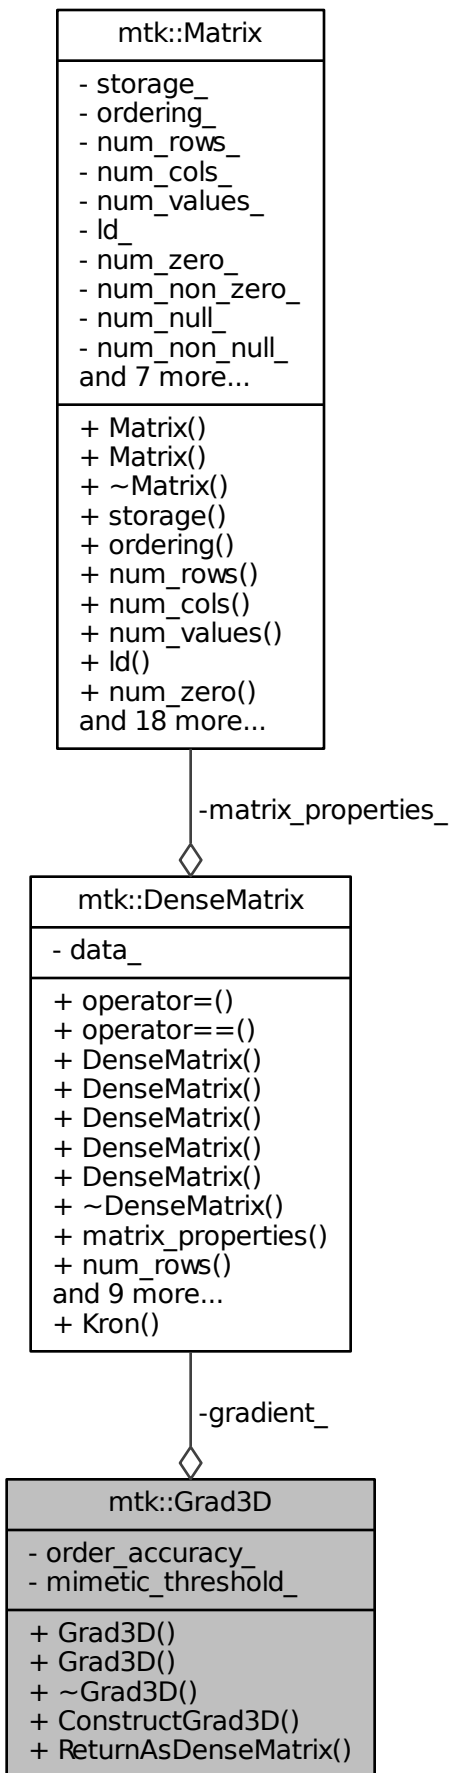 mtk::Matrix
- storage_
- ordering_
- num_rows_
- num_cols_
- num_values_
- ld_
- num_zero_
- num_non_zero_
- num_null_
- num_non_null_
and 7 more...
+ Matrix()
+ Matrix()
+ ~Matrix()
+ storage()
+ ordering()
+ num_rows()
+ num_cols()
+ num_values()
+ ld()
+ num_zero()
and 18 more...
-matrix_properties_
mtk::DenseMatrix
- data_
+ operator=()
+ operator==()
+ DenseMatrix()
+ DenseMatrix()
+ DenseMatrix()
+ DenseMatrix()
+ DenseMatrix()
+ ~DenseMatrix()
+ matrix_properties()
+ num_rows()
and 9 more...
+ Kron()
-gradient_
mtk::Grad3D
- order_accuracy_
- mimetic_threshold_
+ Grad3D()
+ Grad3D()
+ ~Grad3D()
+ ConstructGrad3D()
+ ReturnAsDenseMatrix()